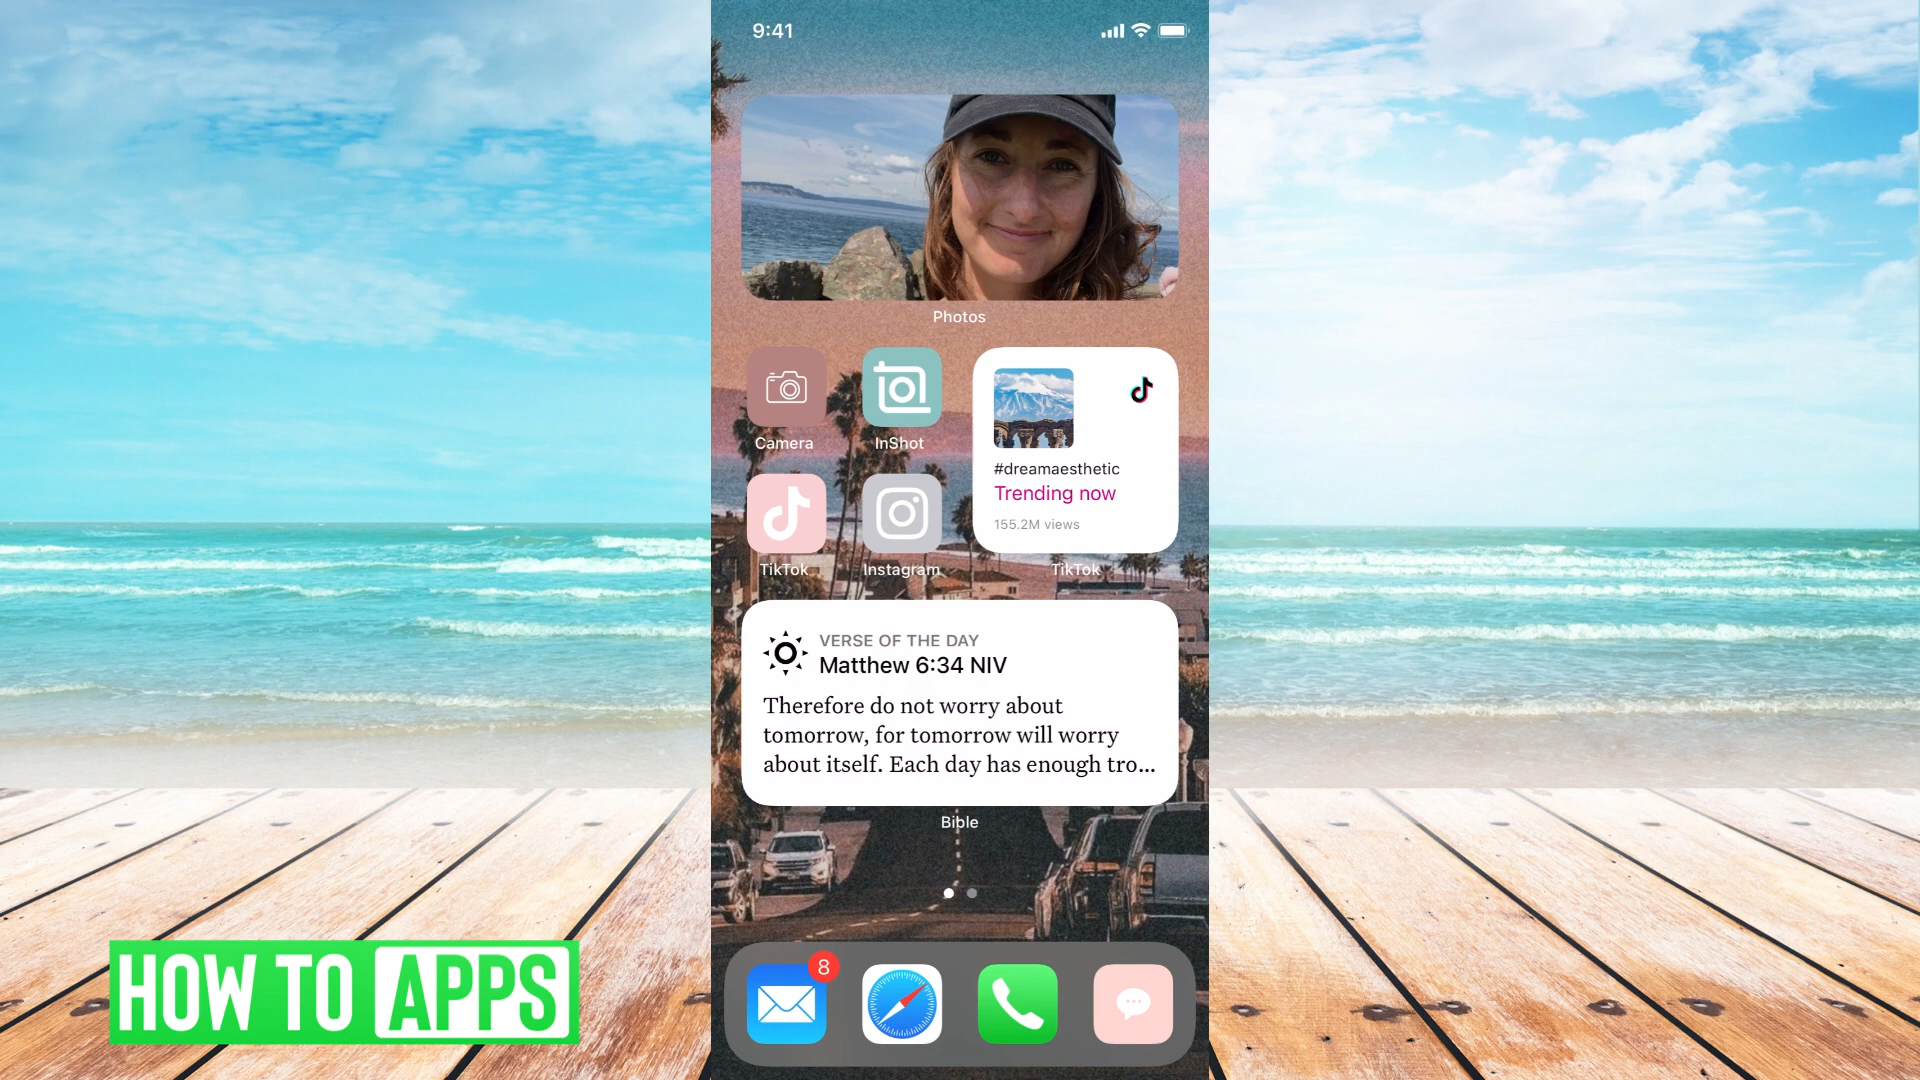 9:41
Photos
Camera
InShot
#dreamaesthetic
Trending now
155.2M views
TikTok
Instagram
TikTok
VERSE OF THE DAY
Matthew 6:34 NIV
Therefore do not worry about
tomorrow, for tomorrow will worry
about itself. Each day has enough tro...
Bible
8
HOW TO APPS